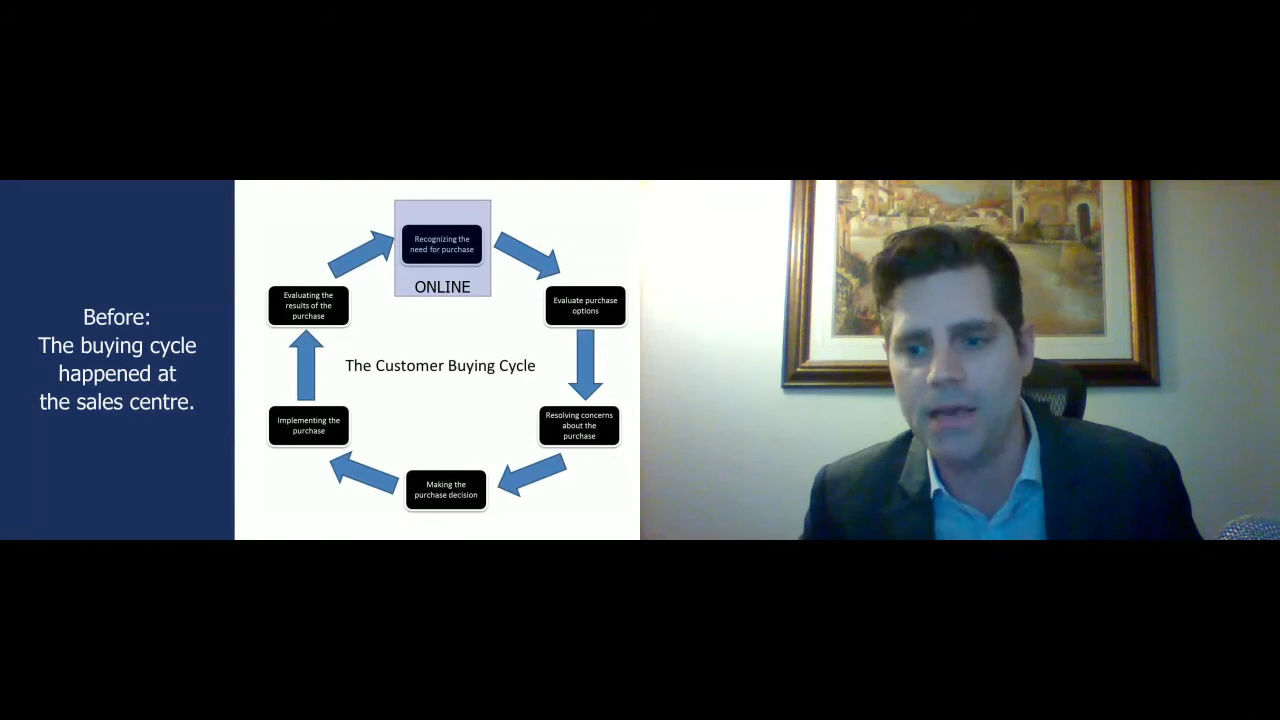 Before:
The buying cycle
happened at
the sales centre.
Recognizing the
need for purchase
ONLINE
Evaluate purchase
options
Resolving concerns
about the
purchase
Making the
purchase decision
Implementing the
purchase
Evaluating the
results of the
purchase
The Customer Buying Cycle